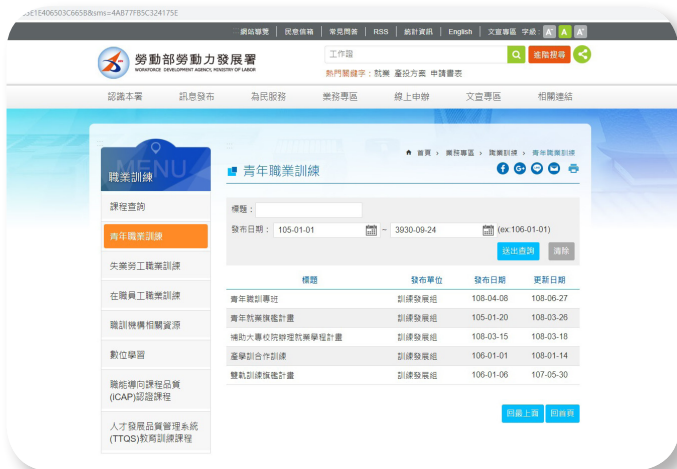 5E1E406503C6658&sms=4AB77FB5C324175E
網站導覽 | 民意信箱 | 常見問答 | RSS | 統計資訊 | English | 文宣專區 字級: A A A
勞動部勞動力發展署
WORKFORCE DEVELOPMENT AGENCY, MINISTRY OF LABOR
工作證
進階搜尋
熱門關鍵字：就業 產投方案 申請書表
認識本署 訊息發布 為民服務 業務專區 線上申辦 文宣專區 相關連結
首頁 › 業務專區 › 職業訓練 › 青年職業訓練
MENU
職業訓練
青年職業訓練
課程查詢
青年職業訓練
失業勞工職業訓練
在職員工職業訓練
職訓機構相關資源
數位學習
職能導向課程品質
(iCAP)認證課程
人才發展品質管理系統
(TTQS)教育訓練課程
標題：
發布日期： 105-01-01 ~ 3930-09-24 (ex:106-01-01)
送出查詢 清除
標題 發布單位 發布日期 更新日期
青年職訓專班 訓練發展組 108-04-08 108-06-27
青年就業旗艦計畫 訓練發展組 105-01-20 108-03-26
補助大專校院辦理就業學程計畫 訓練發展組 108-03-15 108-03-18
產學訓合作訓練 訓練發展組 106-01-01 108-01-14
雙軌訓練旗艦計畫 訓練發展組 106-01-06 107-05-30
回最上頁 回首頁